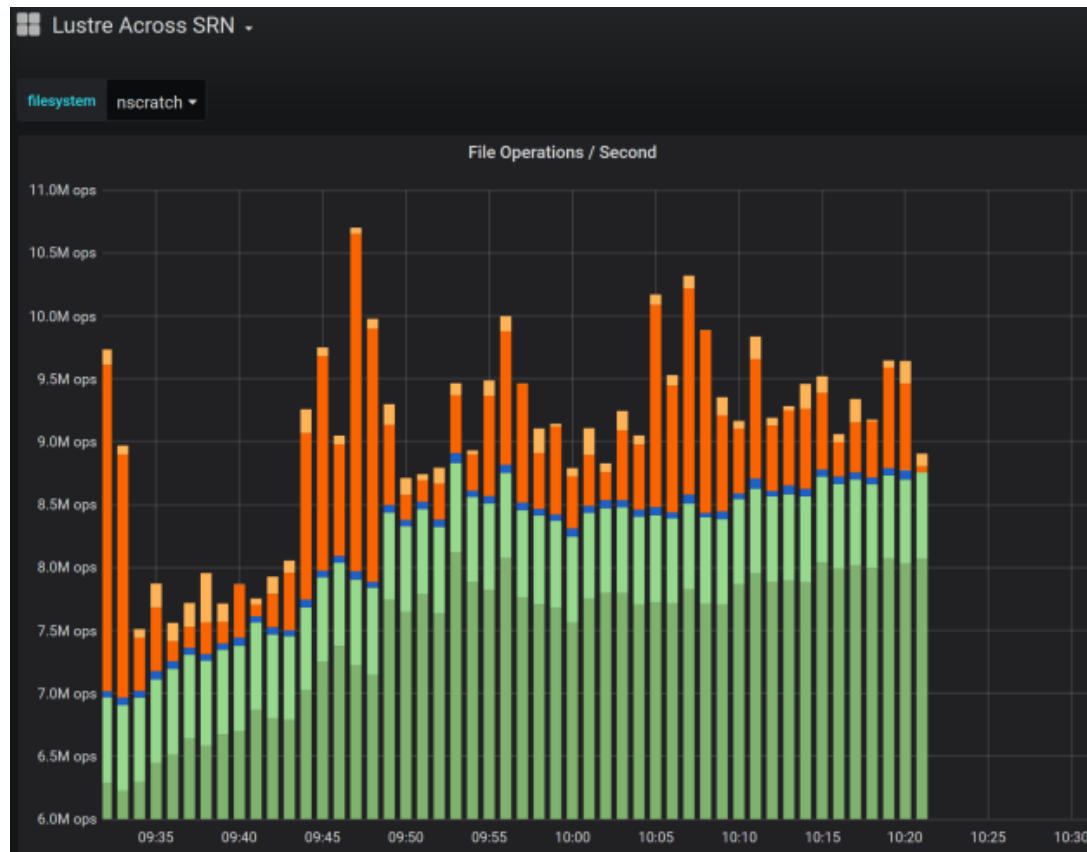 Lustre Across SRN
filesystem nscratch
File Operations / Second
11.0M ops
10.5M ops
10.0M ops
9.5M ops
9.0M ops
8.5M ops
8.0M ops
7.5M ops
7.0M ops
6.5M ops
6.0M ops
09:35 09:40 09:45 09:50 09:55 10:00 10:05 10:10 10:15 10:20 10:25 10:30